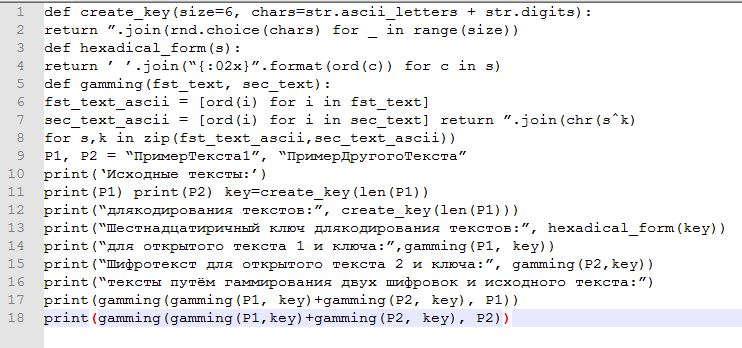 1 def create_key(size=6, chars=str.ascii_letters + str.digits):
2 return ”.join(rnd.choice(chars) for _ in range(size))
3 def hexadical_form(s):
4 return ’ ’.join(“{:02x}”.format(ord(c)) for c in s)
5 def gamming(fst_text, sec_text):
6 fst_text_ascii = [ord(i) for i in fst_text]
7 sec_text_ascii = [ord(i) for i in sec_text] return ”.join(chr(s^k)
8 for s,k in zip(fst_text_ascii,sec_text_ascii))
9 P1, P2 = “ПримерТекста1”, “ПримерДругогоТекста”
10 print(‘Исходные тексты:’)
11 print(P1) print(P2) key=create_key(len(P1))
12 print(“длякодирования текстов:”, create_key(len(P1)))
13 print(“Шестнадцатиричный ключ длякодирования текстов:”, hexadical_form(key))
14 print(“для открытого текста 1 и ключа:”,gamming(P1, key))
15 print(“Шифротекст для открытого текста 2 и ключа:”, gamming(P2,key))
16 print(“тексты путём гаммирования двух шифровок и исходного текста:”)
17 print(gamming(gamming(P1, key)+gamming(P2, key), P1))
18 print(gamming(gamming(P1,key)+gamming(P2, key), P2))